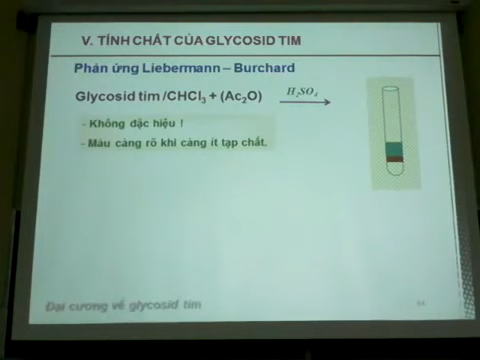 V. TÍNH CHẤT CỦA GLYCOSID TIM
Phản ứng Liebermann – Burchard
Glycosid tim /CHCl₃ + (Ac₂O) H₂SO₄
- Không đặc hiệu !
- Màu càng rõ khi càng ít tạp chất.
Đại cương về glycosid tim